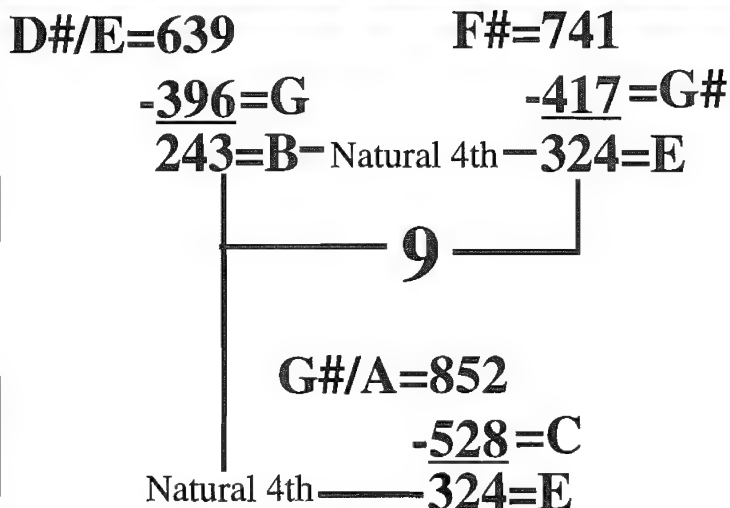 D#/E=639 F#=741
-396=G -417=G#
243=B Natural 4th 324=E
9
G#/A=852
-528=C
Natural 4th 324=E